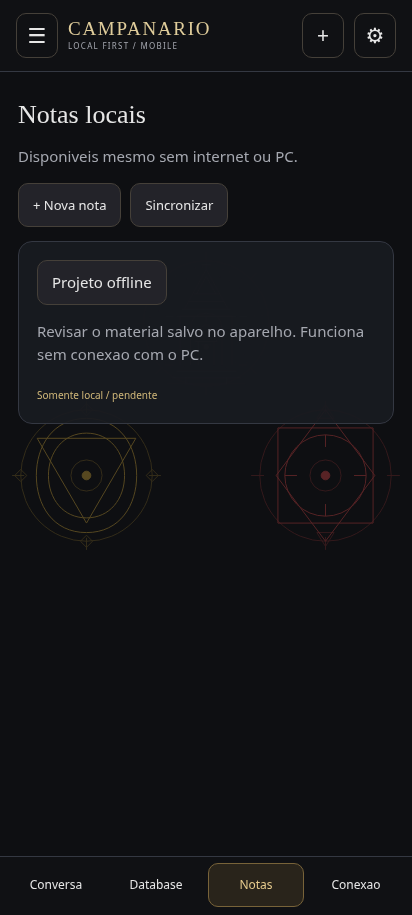 CAMPANARIO
LOCAL FIRST / MOBILE
+
Notas locais
Disponiveis mesmo sem internet ou PC.
+ Nova nota
Sincronizar
Projeto offline
Revisar o material salvo no aparelho. Funciona
sem conexao com o PC.
Somente local / pendente
Conversa
Database
Notas
Conexao